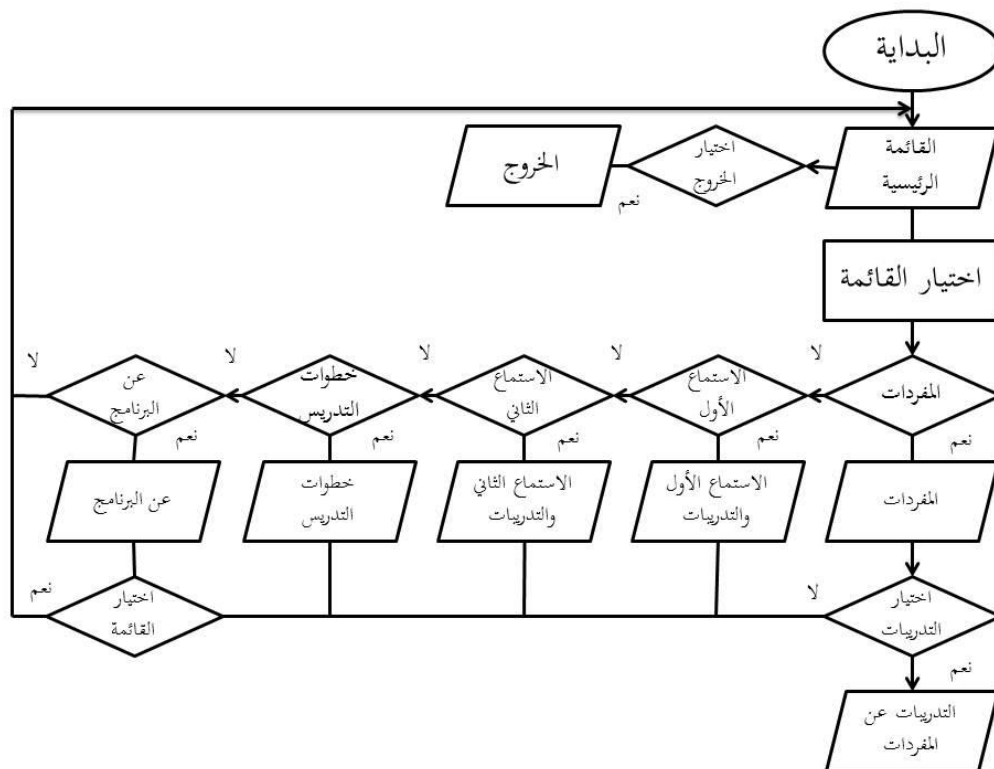 البداية
القائمة
الرئيسية
اختيار
الخروج
نعم
الخروج
اختيار القائمة
المفردات
لا
الاستماع
الأول
لا
الاستماع
الثاني
لا
خطوات
التدريس
لا
عن
البرنامج
لا
نعم
نعم
نعم
نعم
نعم
المفردات
الاستماع الأول
والتدريبات
الاستماع الثاني
والتدريبات
خطوات
التدريس
عن البرنامج
اختيار
التدريبات
لا
اختيار
القائمة
نعم
نعم
التدريبات عن
المفردات